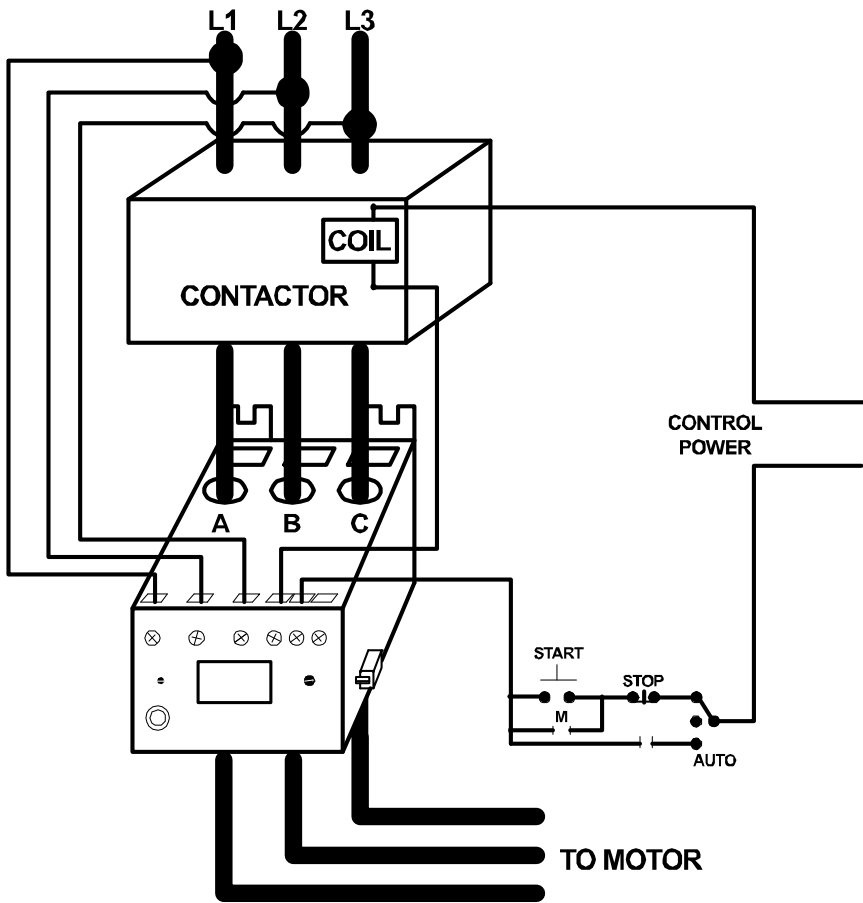 L1 L2 L3
COIL
CONTACTOR
CONTROL
POWER
A B C
START
STOP
M
AUTO
TO MOTOR